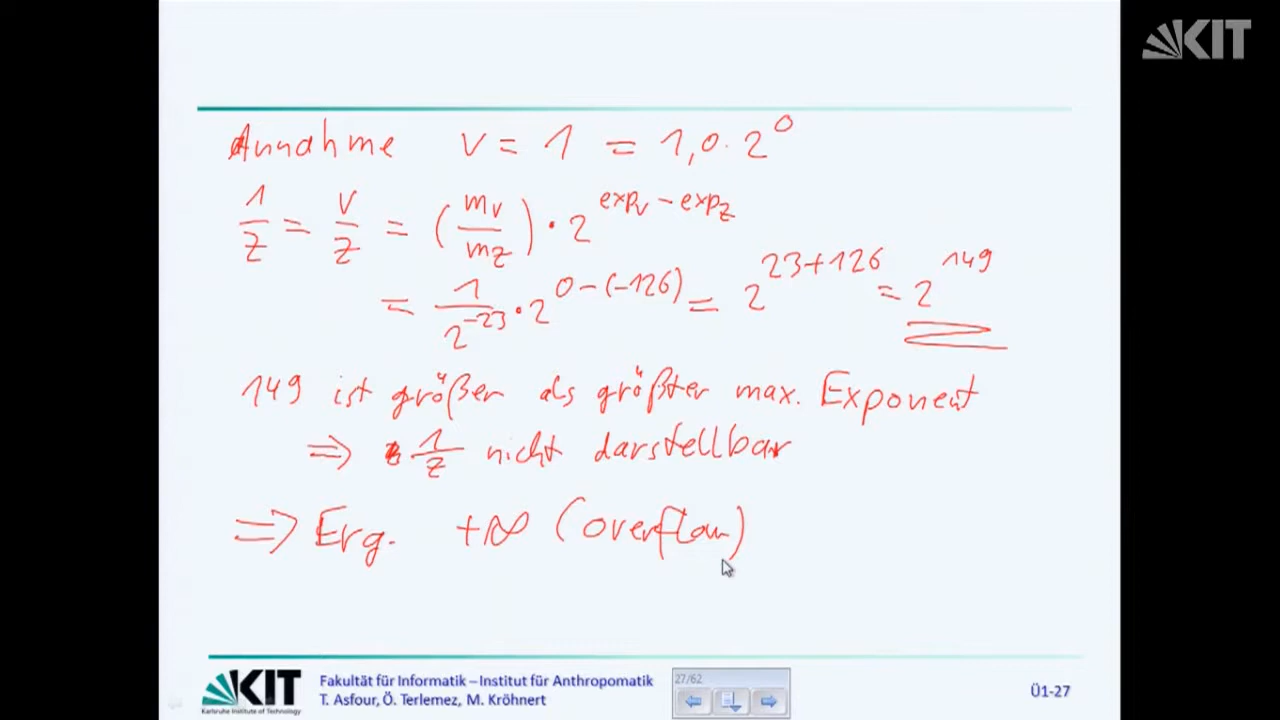 KIT
Annahme v = 1 = 1,0 · 2^0
1/z = v/z = (m_v/m_z) · 2^(exp_v − exp_z)
= 1/2^(-23) · 2^(0−(−126)) = 2^(23+126) = 2^149
149 ist größer als größter max. Exponent
⇒ 1/z nicht darstellbar
⇒ Erg. +∞ (overflow)
KIT
Karlsruhe Institute of Technology
Fakultät für Informatik – Institut für Anthropomatik
T. Asfour, Ö. Terlemez, M. Kröhnert
27/62
Ü1-27